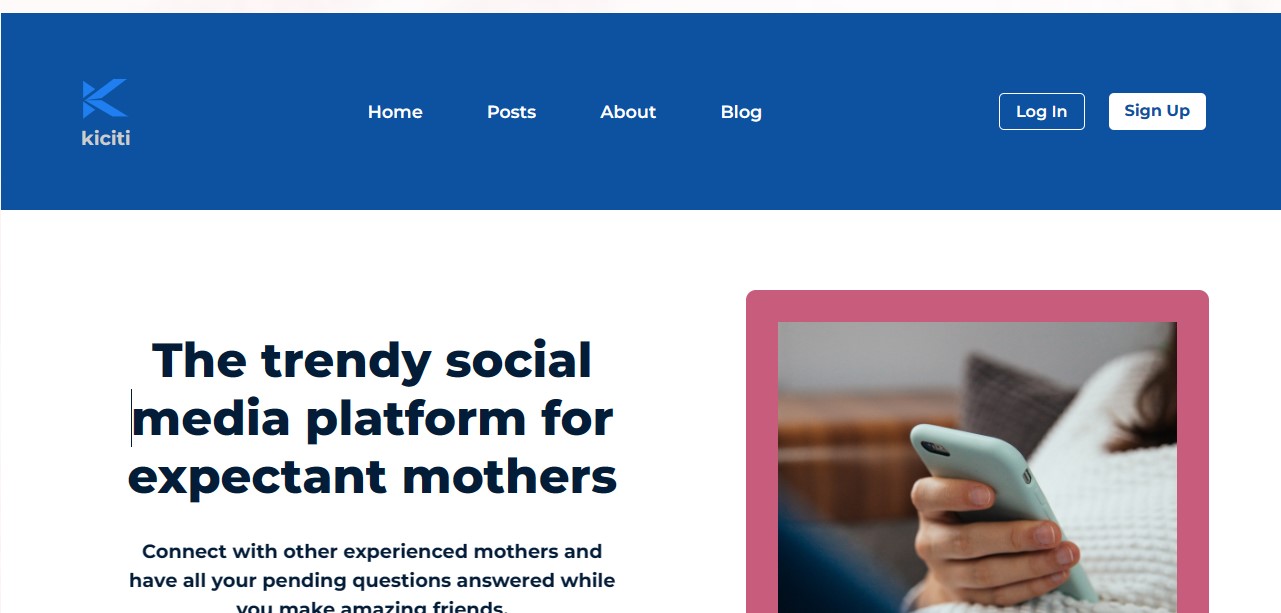 kiciti
Home
Posts
About
Blog
Log In
Sign Up
The trendy social
media platform for
expectant mothers
Connect with other experienced mothers and
have all your pending questions answered while
you make amazing friends.